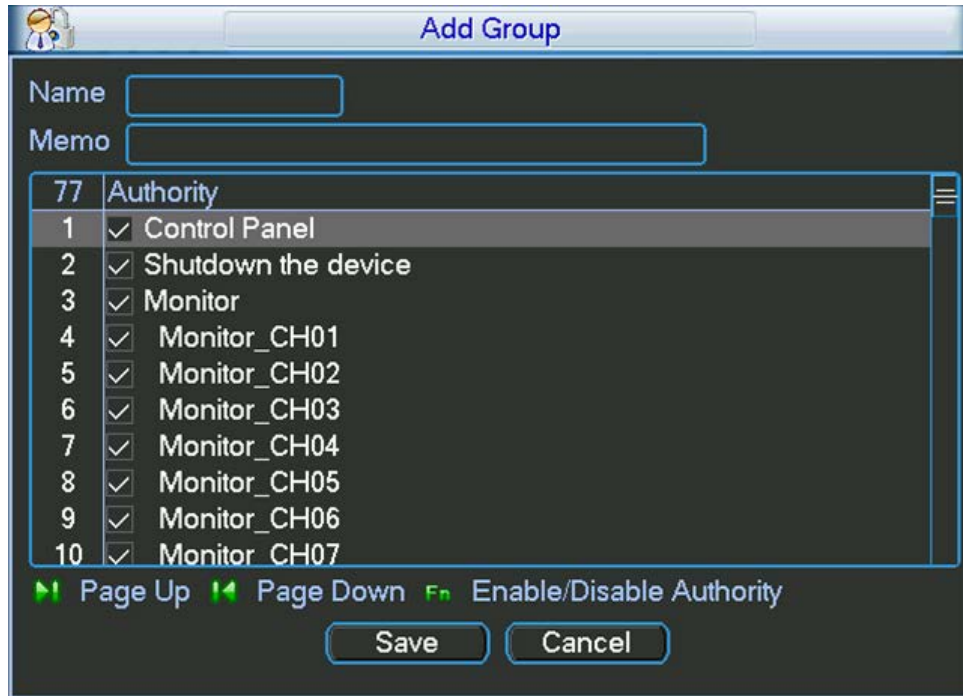 Add Group
Name
Memo
77 Authority
1 Control Panel
2 Shutdown the device
3 Monitor
4 Monitor_CH01
5 Monitor_CH02
6 Monitor_CH03
7 Monitor_CH04
8 Monitor_CH05
9 Monitor_CH06
10 Monitor_CH07
Page Up Page Down Fn Enable/Disable Authority
Save Cancel